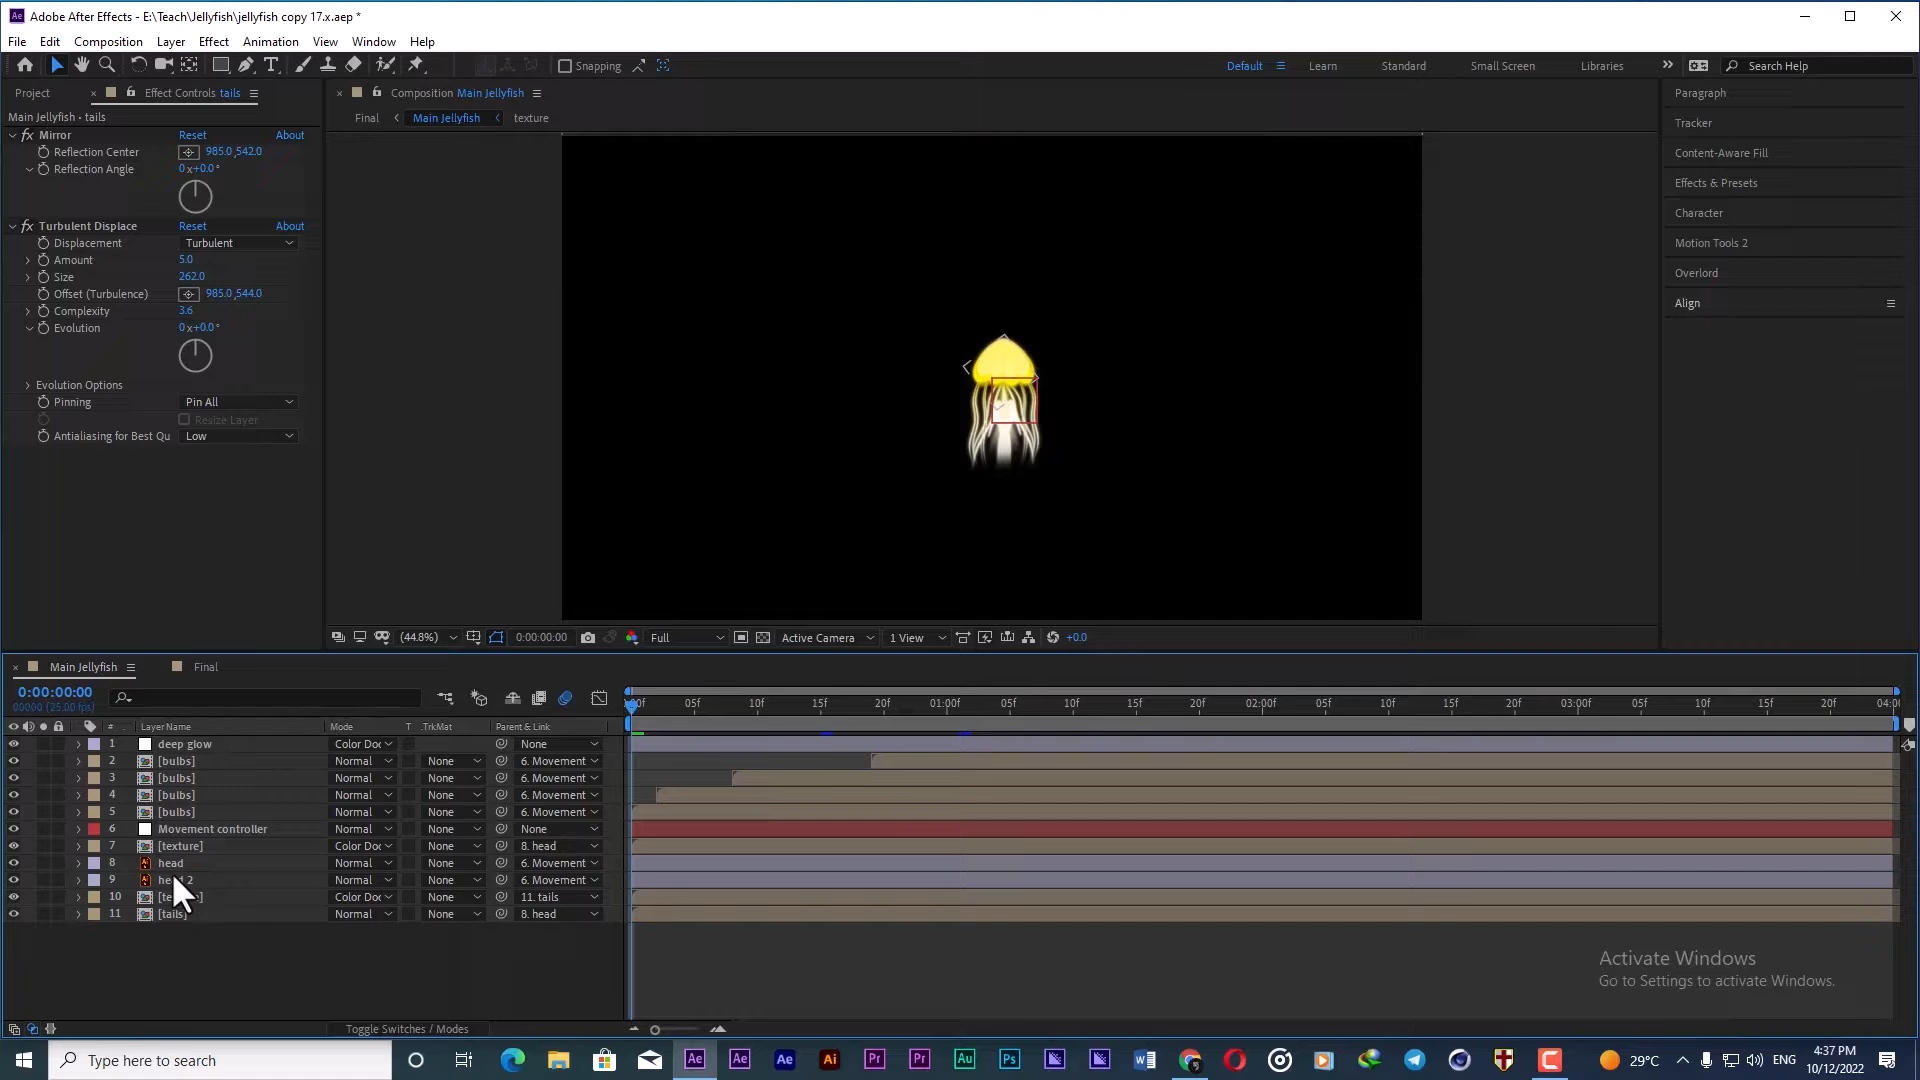 Adobe After Effects - E:\Teach\Jellyfish\jellyfish copy 17.x.aep *
File Edit Composition Layer Effect Animation View Window Help
Snapping Default Learn Standard Small Screen Libraries Search Help
Project Effect Controls tails
Main Jellyfish • tails
fx Mirror Reset About
Reflection Center 985.0,542.0
Reflection Angle 0x+0.0°
fx Turbulent Displace Reset About
Displacement Turbulent
Amount 5.0
Size 262.0
Offset (Turbulence) 985.0,544.0
Complexity 3.6
Evolution 0x+0.0°
Evolution Options
Pinning Pin All
Resize Layer
Antialiasing for Best Qu Low
Composition Main Jellyfish
Final Main Jellyfish texture
(44.8%) 0:00:00:00 Full Active Camera 1 View +0.0
Paragraph
Tracker
Content-Aware Fill
Effects & Presets
Character
Motion Tools 2
Overlord
Align
Main Jellyfish Final
0:00:00:00
00000 (25.00 fps)
05f 10f 15f 20f 01:00f 05f 10f 15f 20f 02:00f 05f 10f 15f 20f 03:00f 05f 10f 15f 20f 04:00
# Layer Name Mode T .TrkMat Parent & Link
1 deep glow Color Doc None
2 [bulbs] Normal None 6. Movement
3 [bulbs] Normal None 6. Movement
4 [bulbs] Normal None 6. Movement
5 [bulbs] Normal None 6. Movement
6 Movement controller Normal None None
7 [texture] Color Doc None 8. head
8 head Normal None 6. Movement
9 2 Normal None 6. Movement
10 Color Doc None 11. tails
11 [tails] Normal None 8. head
Activate Windows
Go to Settings to activate Windows.
Toggle Switches / Modes
Type here to search
Ae Ae Ae Ai Pr Pr Au Ps
29°C ENG 4:37 PM
10/12/2022